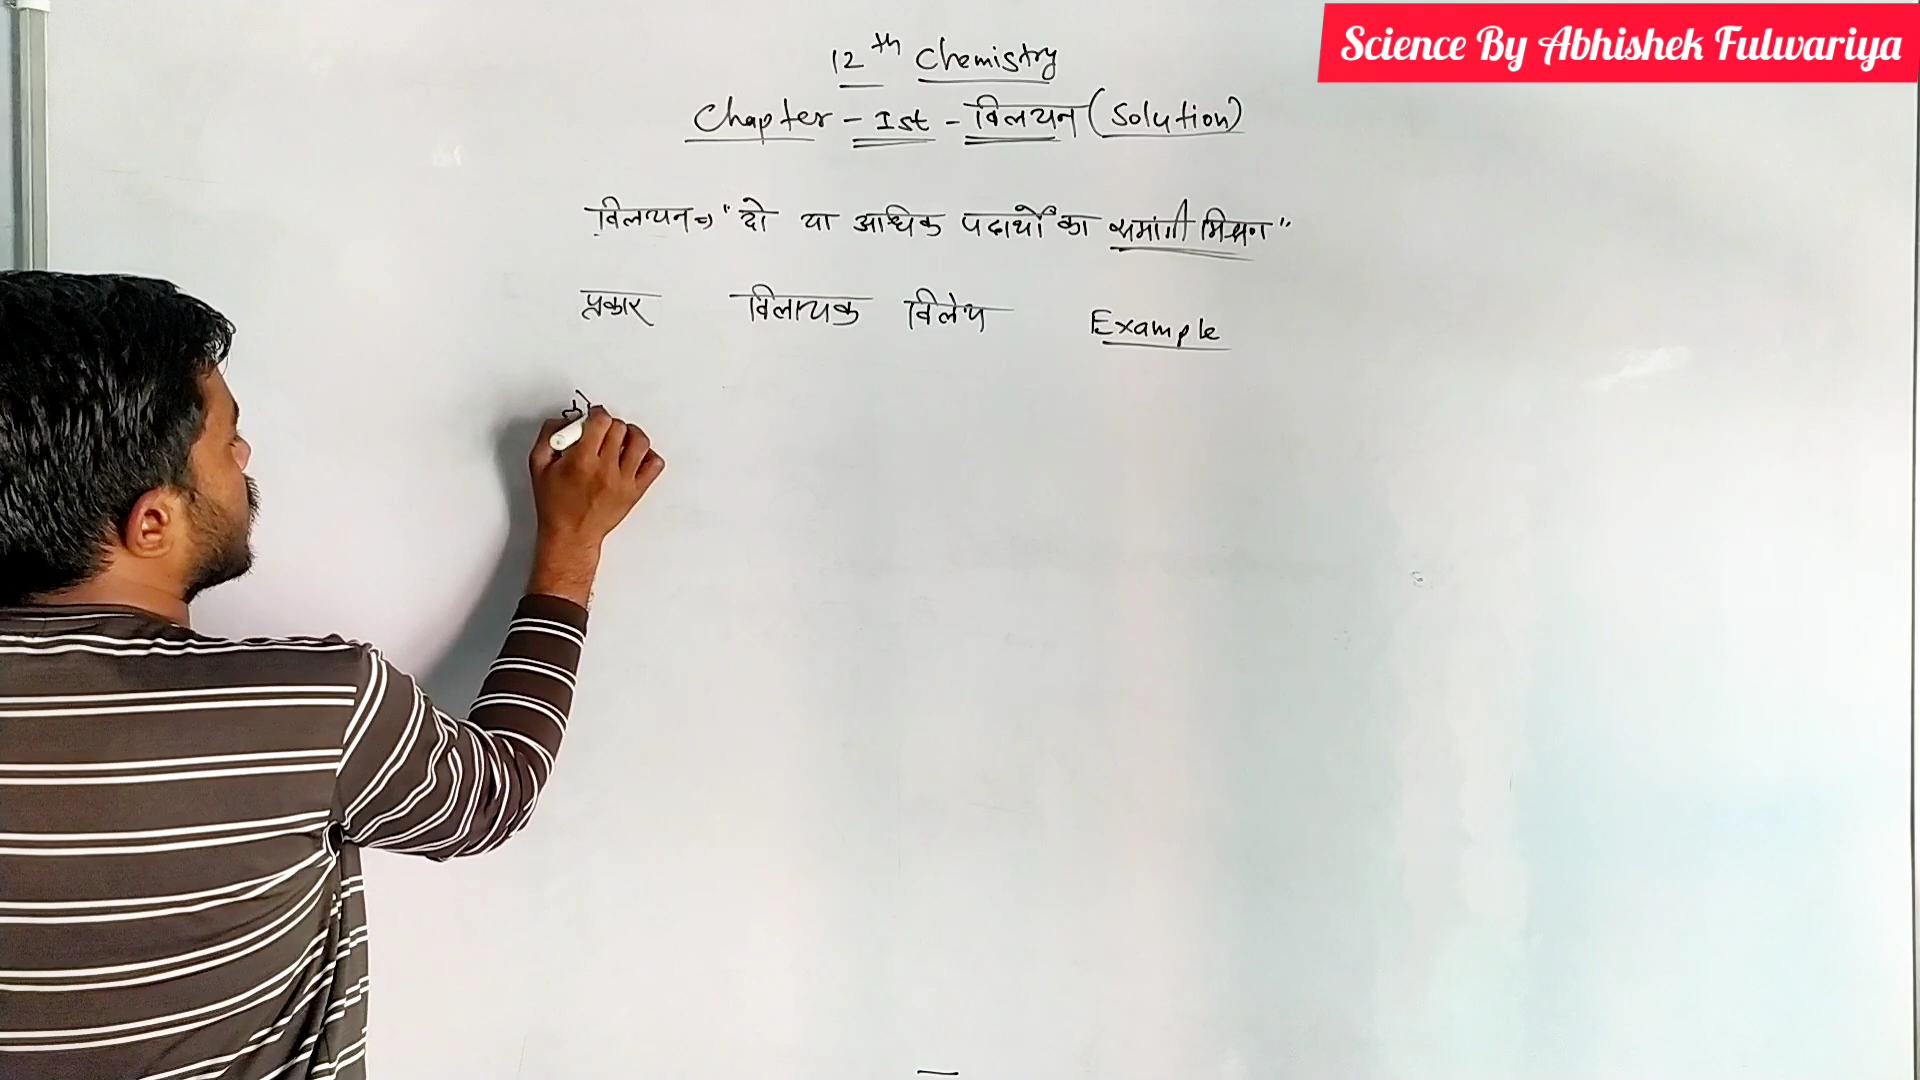 Science By Abhishek Fulwariya
12th Chemistry
Chapter - Ist - विलयन (Solution)
विलयन ⇒ "दो या अधिक पदार्थों का समांगी मिश्रण"
प्रकार विलायक विलेय Example